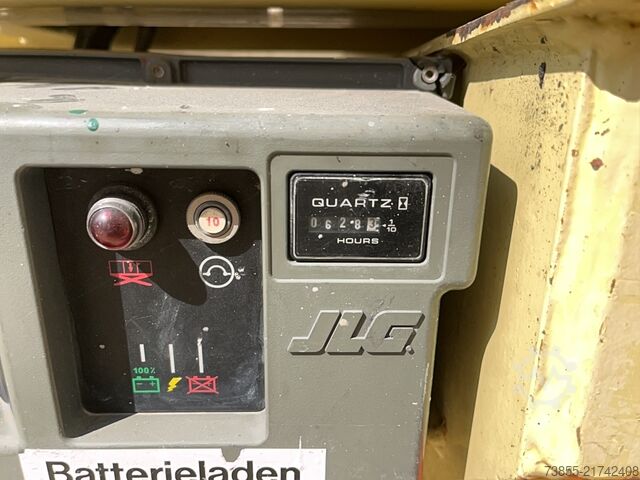 QUARTZ
0628
1/10
HOURS
10
JLG
100%
Batterieladen
73855-21742498